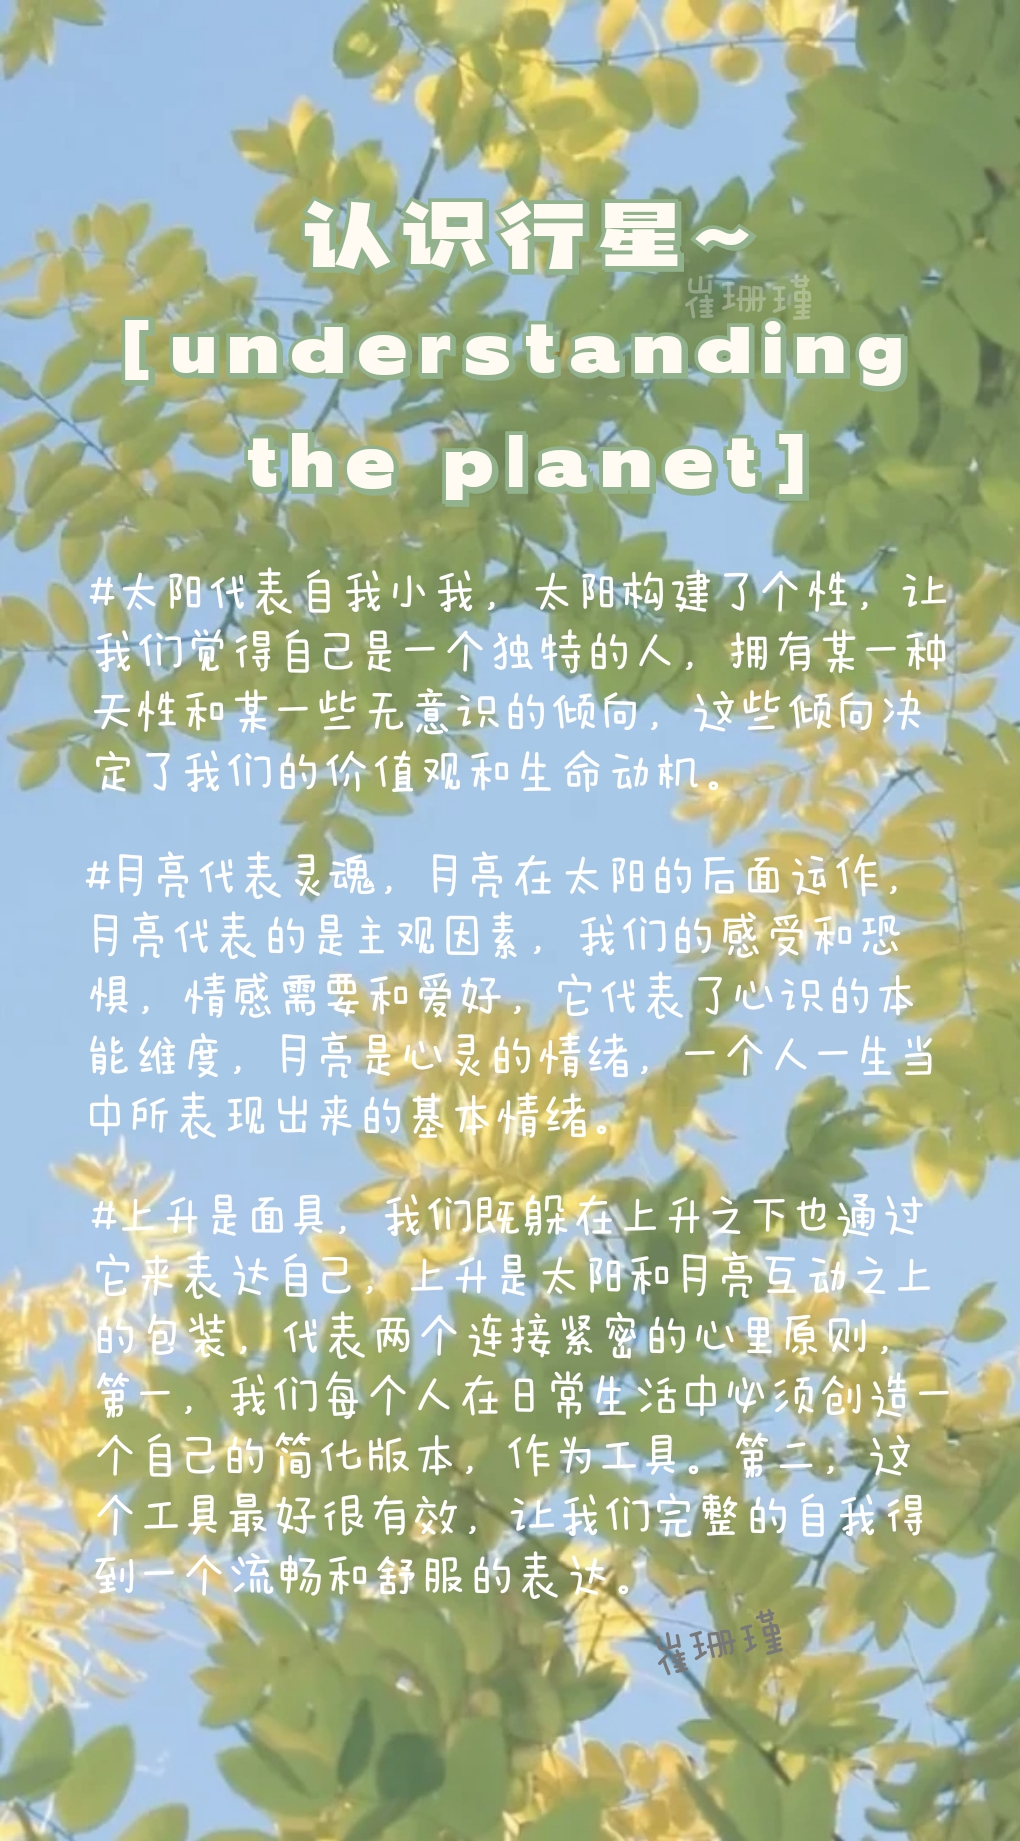 认识行星~
崔珊瑾
[understanding
the planet]
#太阳代表自我小我，太阳构建了个性，让
我们觉得自己是一个独特的人，拥有某一种
天性和某一些无意识的倾向，这些倾向决
定了我们的价值观和生命动机。
#月亮代表灵魂，月亮在太阳的后面运作，
月亮代表的是主观因素，我们的感受和恐
惧，情感需要和爱好，它代表了心识的本
能维度，月亮是心灵的情绪，一个人一生当
中所表现出来的基本情绪。
#上升是面具，我们既躲在上升之下也通过
它来表达自己，上升是太阳和月亮互动之上
的包装，代表两个连接紧密的心里原则，
第一，我们每个人在日常生活中必须创造一
个自己的简化版本，作为工具。第二；这
个工具最好很有效，让我们完整的自我得
到一个流畅和舒服的表达。
崔珊瑾